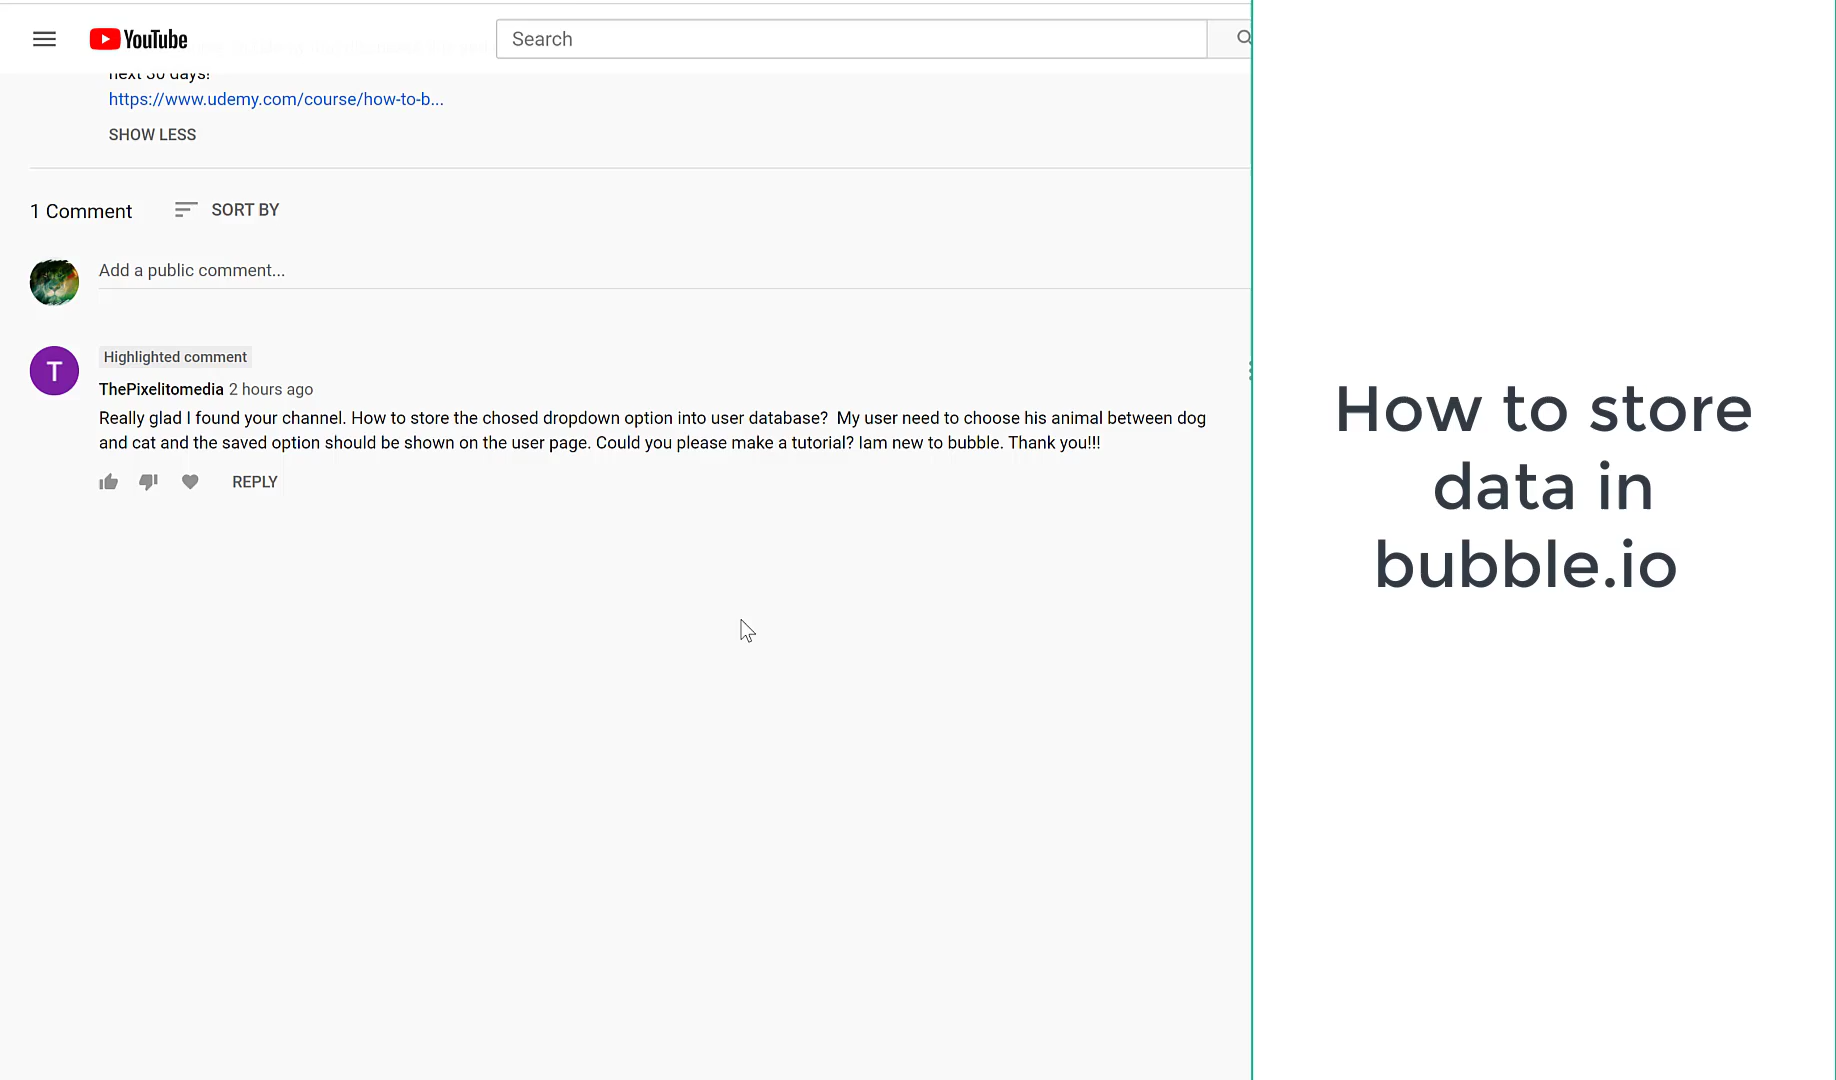 YouTube
Search
next 30 days!
https://www.udemy.com/course/how-to-b...
SHOW LESS
1 Comment
SORT BY
Add a public comment...
T
Highlighted comment
ThePixelitomedia 2 hours ago
Really glad I found your channel. How to store the chosed dropdown option into user database?  My user need to choose his animal between dog
and cat and the saved option should be shown on the user page. Could you please make a tutorial? Iam new to bubble. Thank you!!!
REPLY
How to store
data in
bubble.io